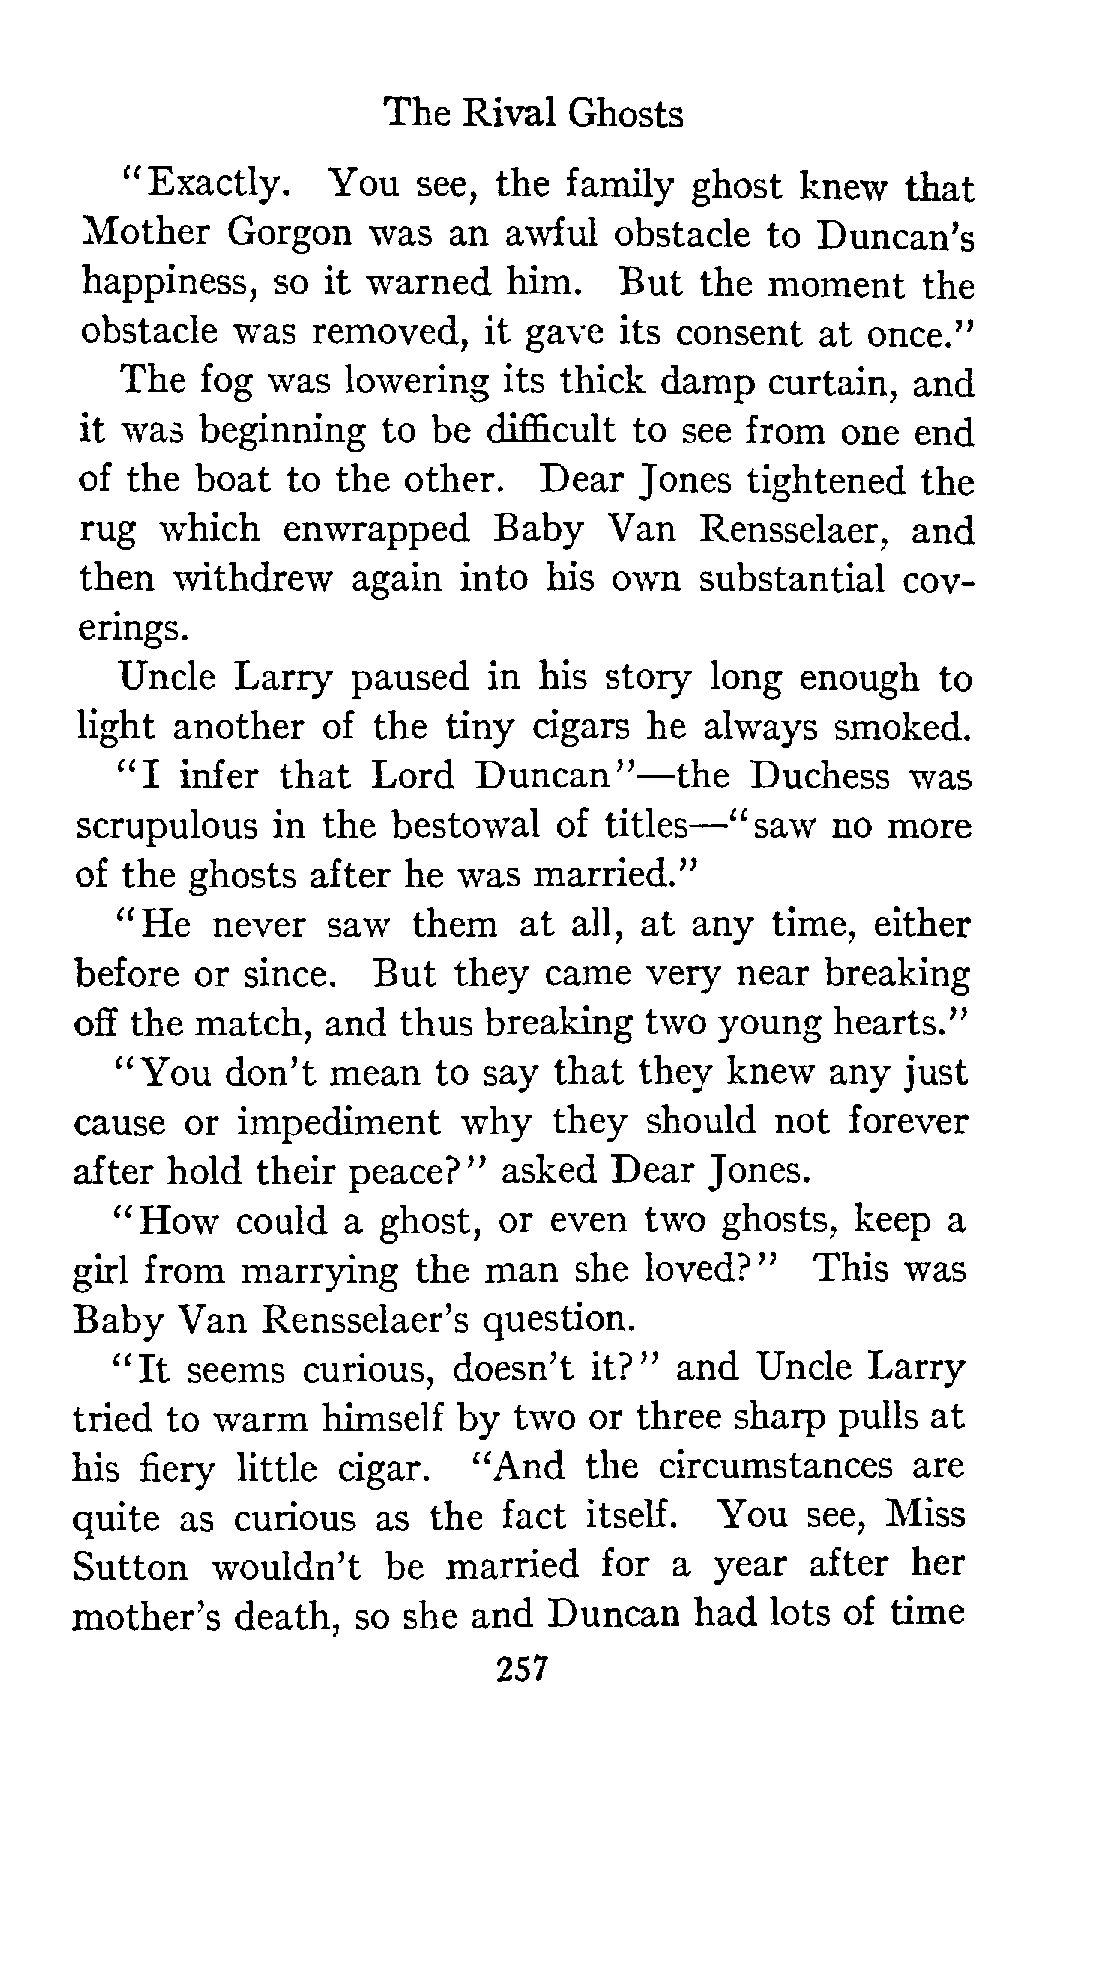 The Rival Ghosts
"Exactly. You see, the family ghost knew that
Mother Gorgon was an awful obstacle to Duncan's
happiness, so it warned him. But the moment the
obstacle was removed, it gave its consent at once."
The fog was lowering its thick damp curtain, and
it was beginning to be difficult to see from one end
of the boat to the other. Dear Jones tightened the
rug which enwrapped Baby Van Rensselaer, and
then withdrew again into his own substantial cov-
erings.
Uncle Larry paused in his story long enough to
light another of the tiny cigars he always smoked.
"I infer that Lord Duncan"—the Duchess was
scrupulous in the bestowal of titles—"saw no more
of the ghosts after he was married."
"He never saw them at all, at any time, either
before or since. But they came very near breaking
off the match, and thus breaking two young hearts."
"You don't mean to say that they knew any just
cause or impediment why they should not forever
after hold their peace?" asked Dear Jones.
"How could a ghost, or even two ghosts, keep a
girl from marrying the man she loved?" This was
Baby Van Rensselaer's question.
"It seems curious, doesn't it?" and Uncle Larry
tried to warm himself by two or three sharp pulls at
his fiery little cigar. "And the circumstances are
quite as curious as the fact itself. You see, Miss
Sutton wouldn't be married for a year after her
mother's death, so she and Duncan had lots of time
257